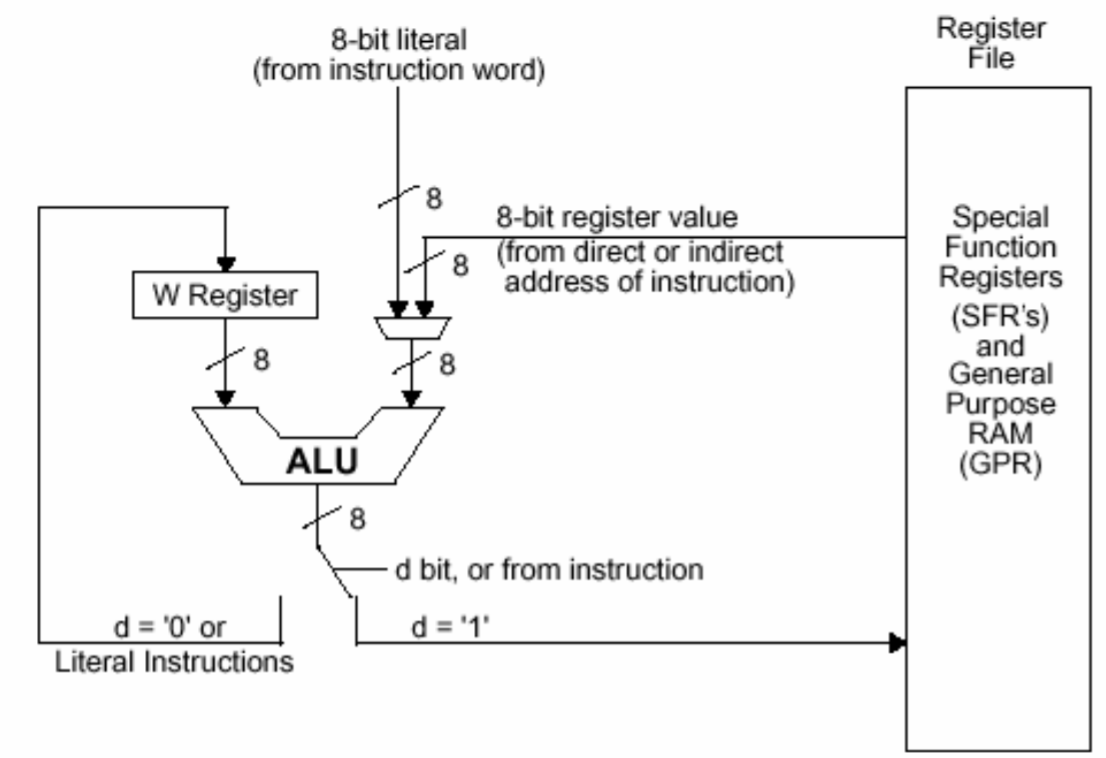 8-bit literal
(from instruction word)
Register
File
8
8-bit register value
(from direct or indirect
address of instruction)
8
W Register
8
8
ALU
8
d bit, or from instruction
d = '0' or
Literal Instructions
d = '1'
Special
Function
Registers
(SFR's)
and
General
Purpose
RAM
(GPR)